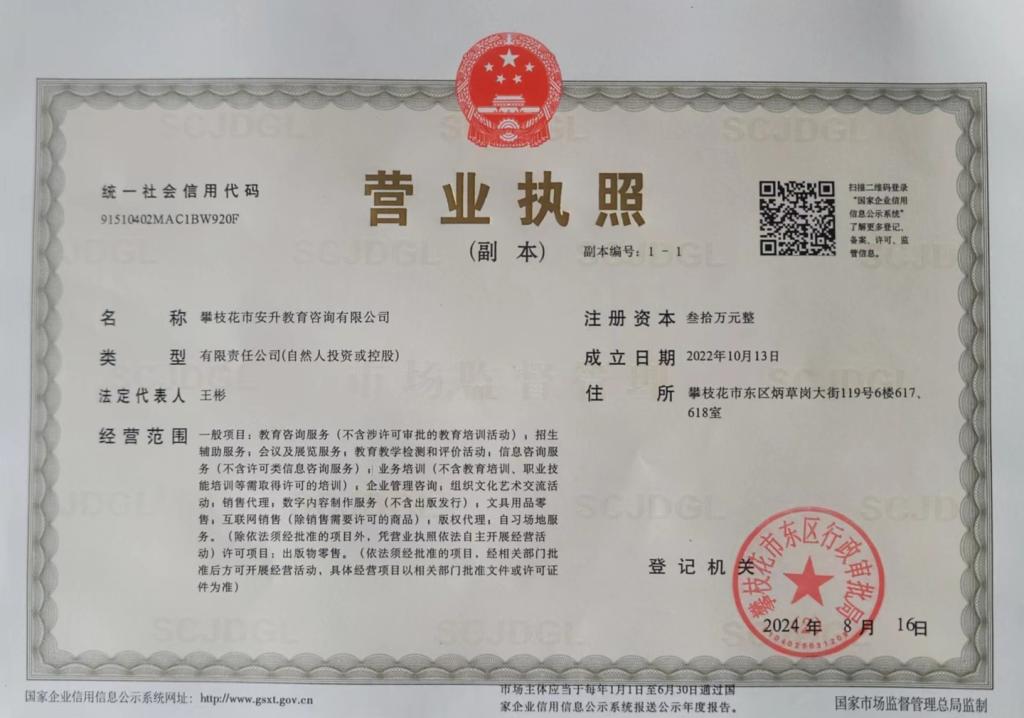 统一社会信用代码
91510402MAC1BW920F
营业执照
(副 本)
副本编号：1 - 1
扫描二维码登录
“国家企业信用
信息公示系统”
了解更多登记、
备案、许可、监
管信息。
名 称 攀枝花市安升教育咨询有限公司
类 型 有限责任公司(自然人投资或控股)
法定代表人 王彬
经营范围 一般项目：教育咨询服务（不含涉许可审批的教育培训活动）；招生
辅助服务；会议及展览服务；教育教学检测和评价活动；信息咨询服
务（不含许可类信息咨询服务）；业务培训（不含教育培训、职业技
能培训等需取得许可的培训）；企业管理咨询；组织文化艺术交流活
动；销售代理；数字内容制作服务（不含出版发行）；文具用品零
售；互联网销售（除销售需要许可的商品）；版权代理；自习场地服
务。（除依法须经批准的项目外，凭营业执照依法自主开展经营活
动）许可项目：出版物零售。（依法须经批准的项目，经相关部门批
准后方可开展经营活动，具体经营项目以相关部门批准文件或许可证
件为准）
注册资本 叁拾万元整
成立日期 2022年10月13日
住 所 攀枝花市东区炳草岗大街119号6楼617、
618室
登记机关
攀枝花市东区行政审批局
2024 年 8 月 16日
国家企业信用信息公示系统网址：http://www.gsxt.gov.cn
市场主体应当于每年1月1日至6月30日通过国
家企业信用信息公示系统报送公示年度报告。
国家市场监督管理总局监制